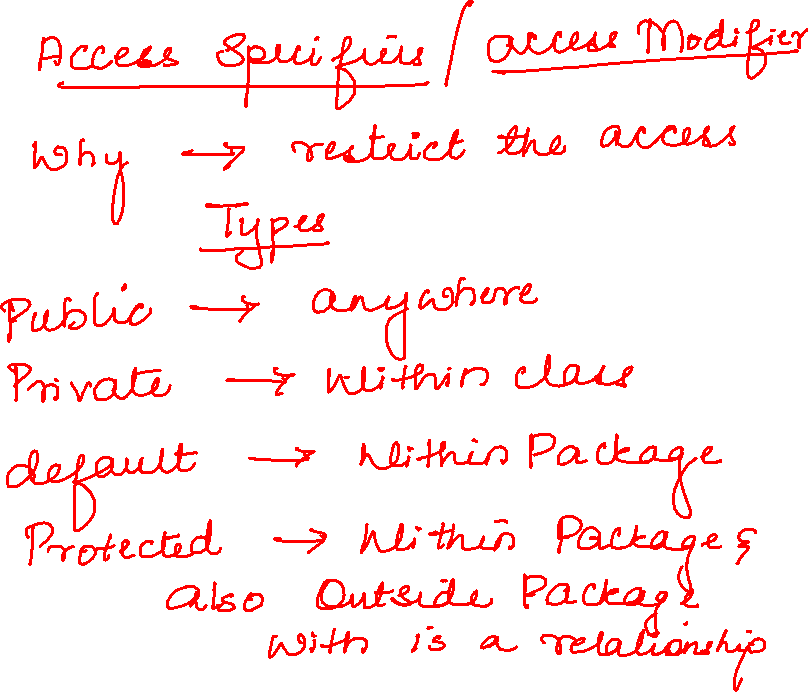 Access Specifiers / access Modifier
Why → restrict the access
Types
Public → anywhere
Private → Within class
default → Within Package
Protected → Within Package &
also Outside Package
With is a relationship